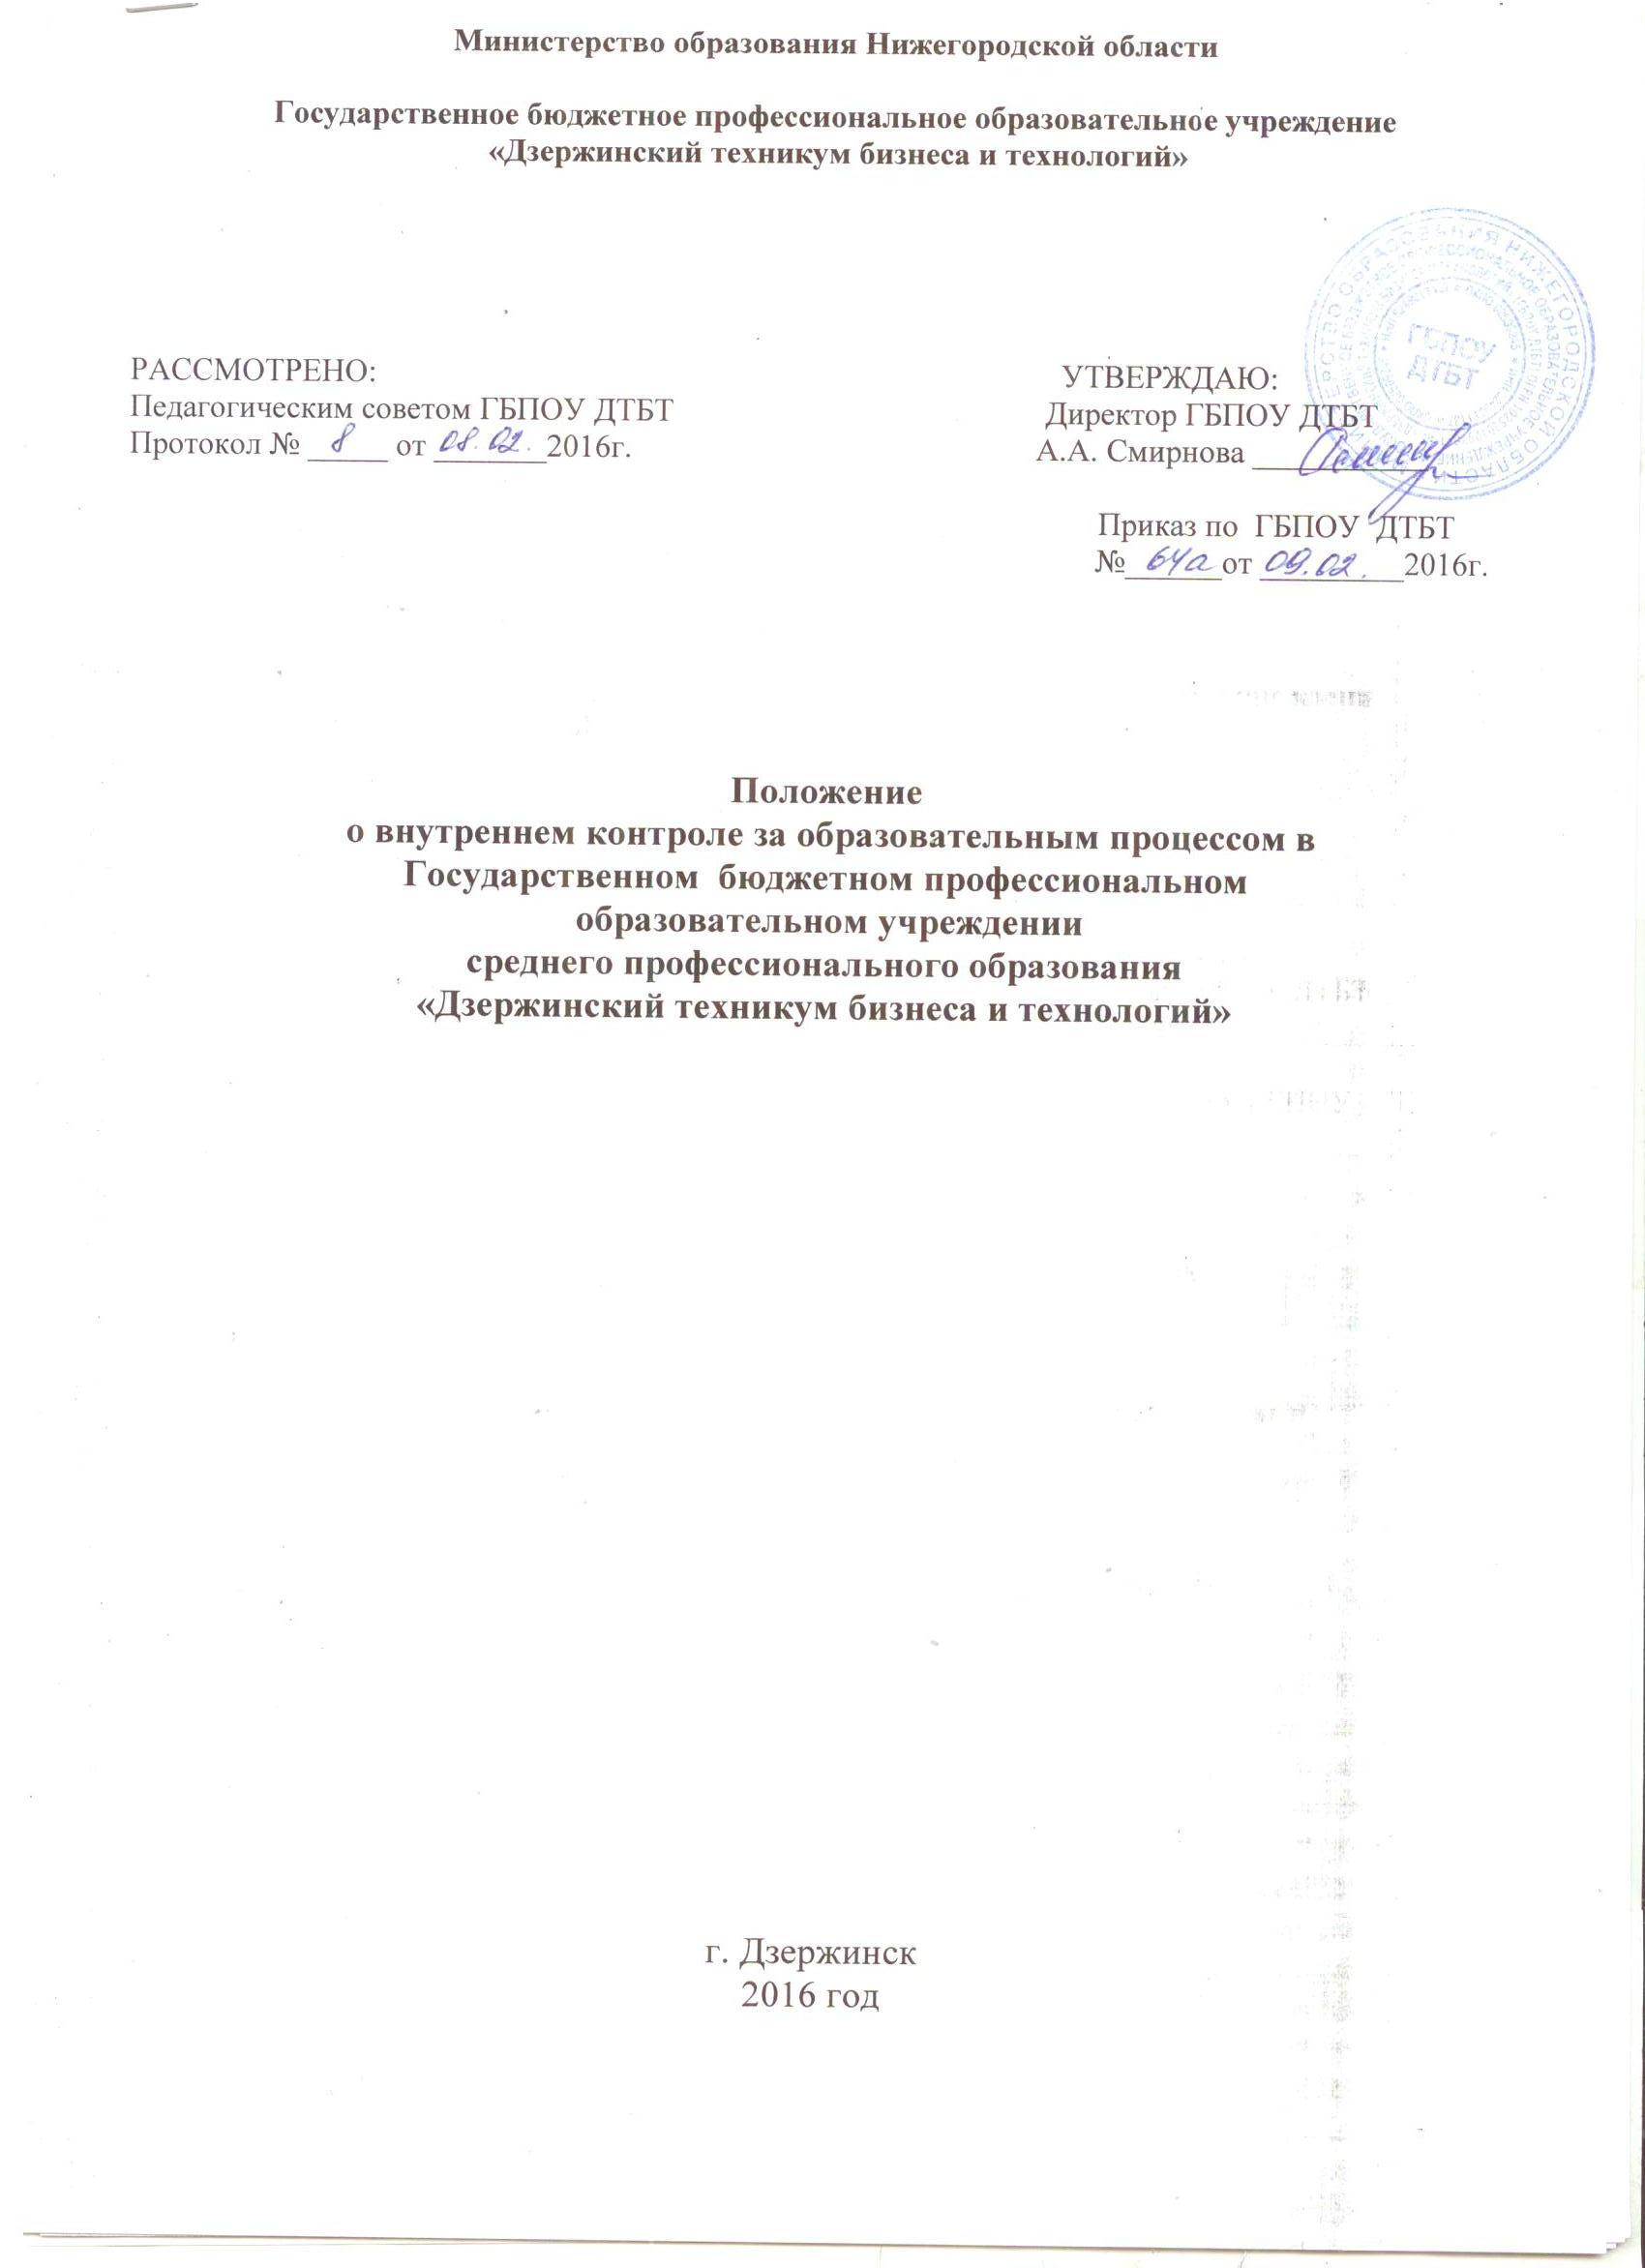 Министерство образования Нижегородской области
Государственное бюджетное профессиональное образовательное учреждение
«Дзержинский техникум бизнеса и технологий»
РАССМОТРЕНО:
Педагогическим советом ГБПОУ ДТБТ
Протокол № 8 от 08.02.2016г.
УТВЕРЖДАЮ:
Директор ГБПОУ ДТБТ
А.А. Смирнова
Приказ по ГБПОУ ДТБТ
№ 64а от 09.02.2016г.
ГБПОУ
ДТБТ
Положение
о внутреннем контроле за образовательным процессом в
Государственном бюджетном профессиональном
образовательном учреждении
среднего профессионального образования
«Дзержинский техникум бизнеса и технологий»
г. Дзержинск
2016 год